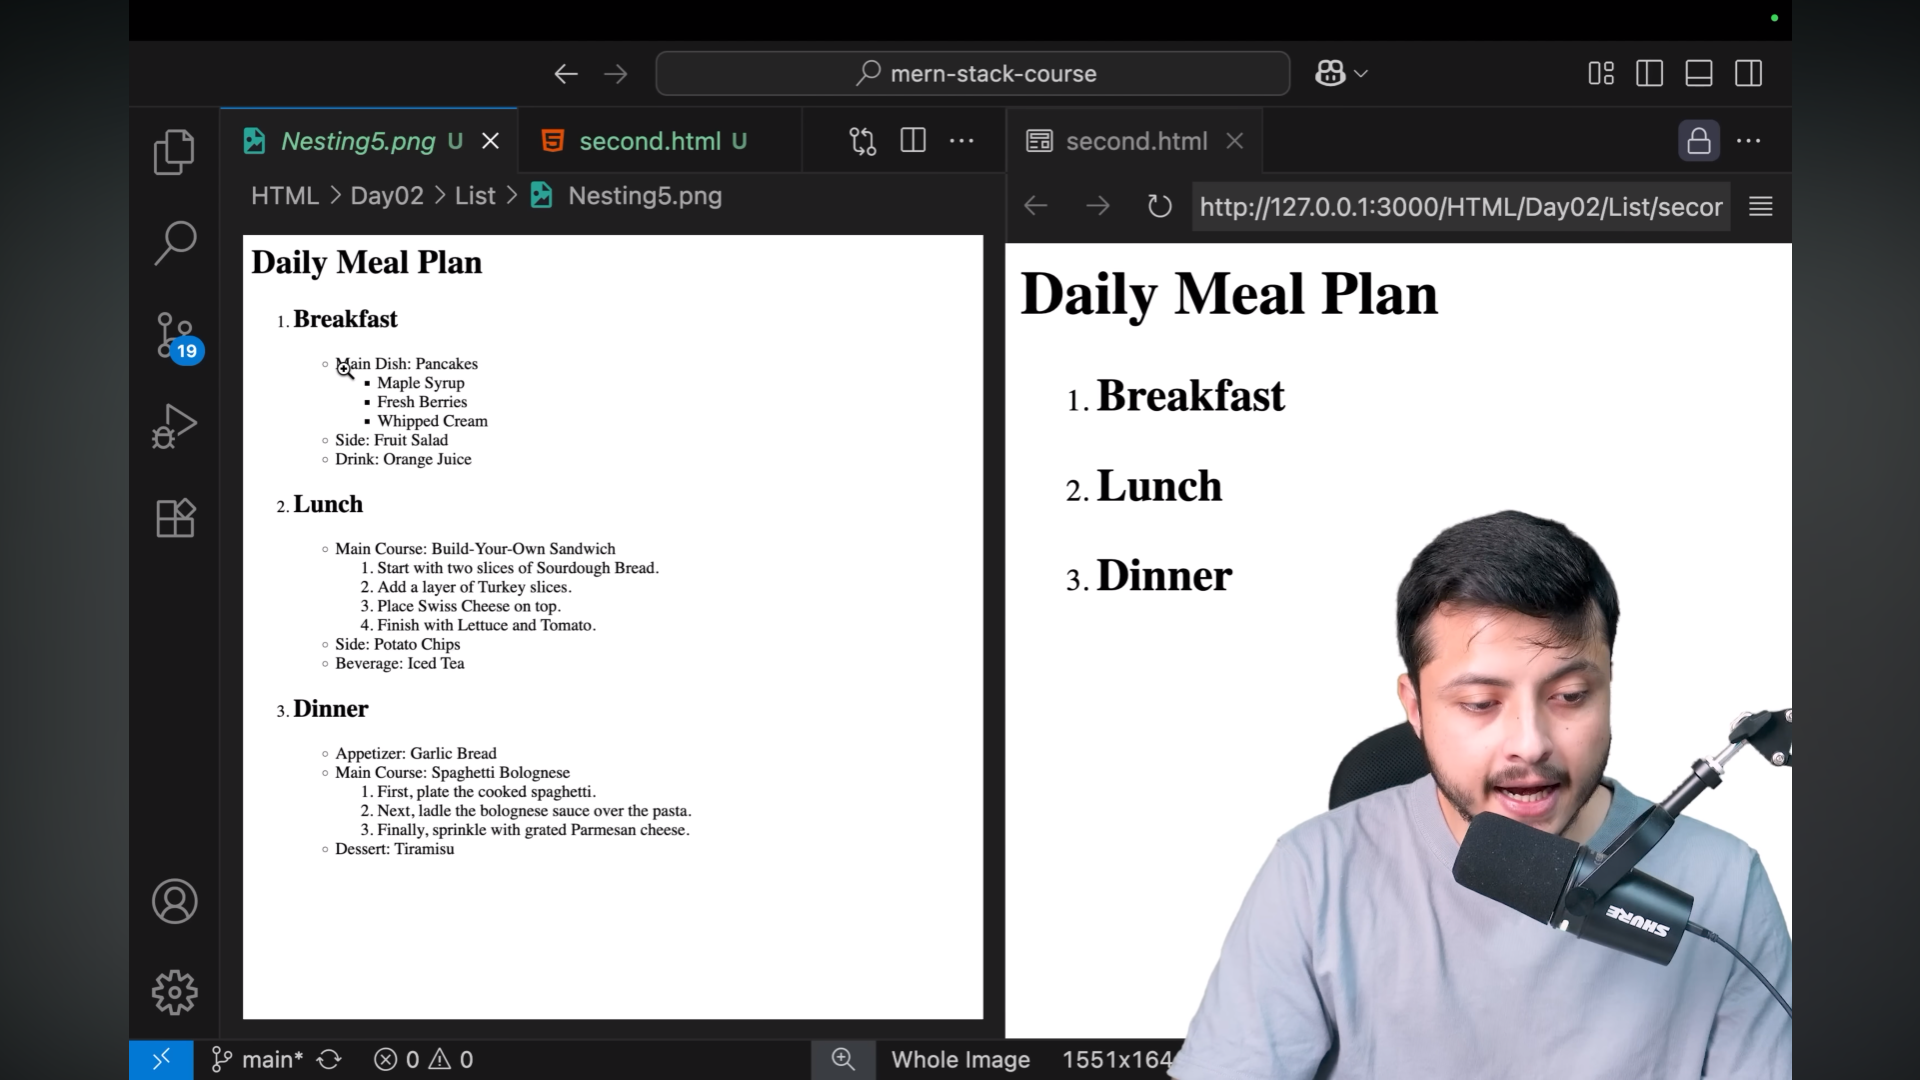 mern-stack-course
Nesting5.png U
second.html U
second.html
HTML > Day02 > List > Nesting5.png
http://127.0.0.1:3000/HTML/Day02/List/secor
19
Daily Meal Plan
1. Breakfast
Main Dish: Pancakes
Maple Syrup
Fresh Berries
Whipped Cream
Side: Fruit Salad
Drink: Orange Juice
2. Lunch
Main Course: Build-Your-Own Sandwich
1. Start with two slices of Sourdough Bread.
2. Add a layer of Turkey slices.
3. Place Swiss Cheese on top.
4. Finish with Lettuce and Tomato.
Side: Potato Chips
Beverage: Iced Tea
3. Dinner
Appetizer: Garlic Bread
Main Course: Spaghetti Bolognese
1. First, plate the cooked spaghetti.
2. Next, ladle the bolognese sauce over the pasta.
3. Finally, sprinkle with grated Parmesan cheese.
Dessert: Tiramisu
Daily Meal Plan
1. Breakfast
2. Lunch
3. Dinner
SHURE
main* 0 0
Whole Image 1551x164